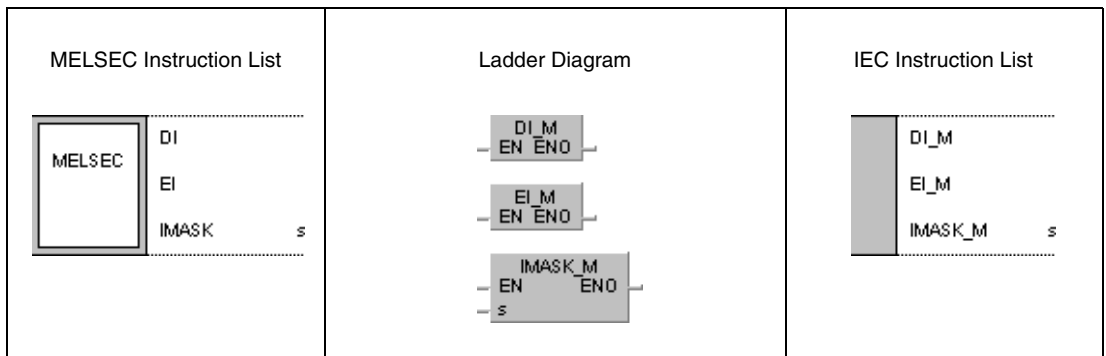 MELSEC Instruction List
MELSEC
DI
EI
IMASK s
Ladder Diagram
DI_M
EN ENO
EI_M
EN ENO
IMASK_M
EN ENO
s
IEC Instruction List
DI_M
EI_M
IMASK_M s